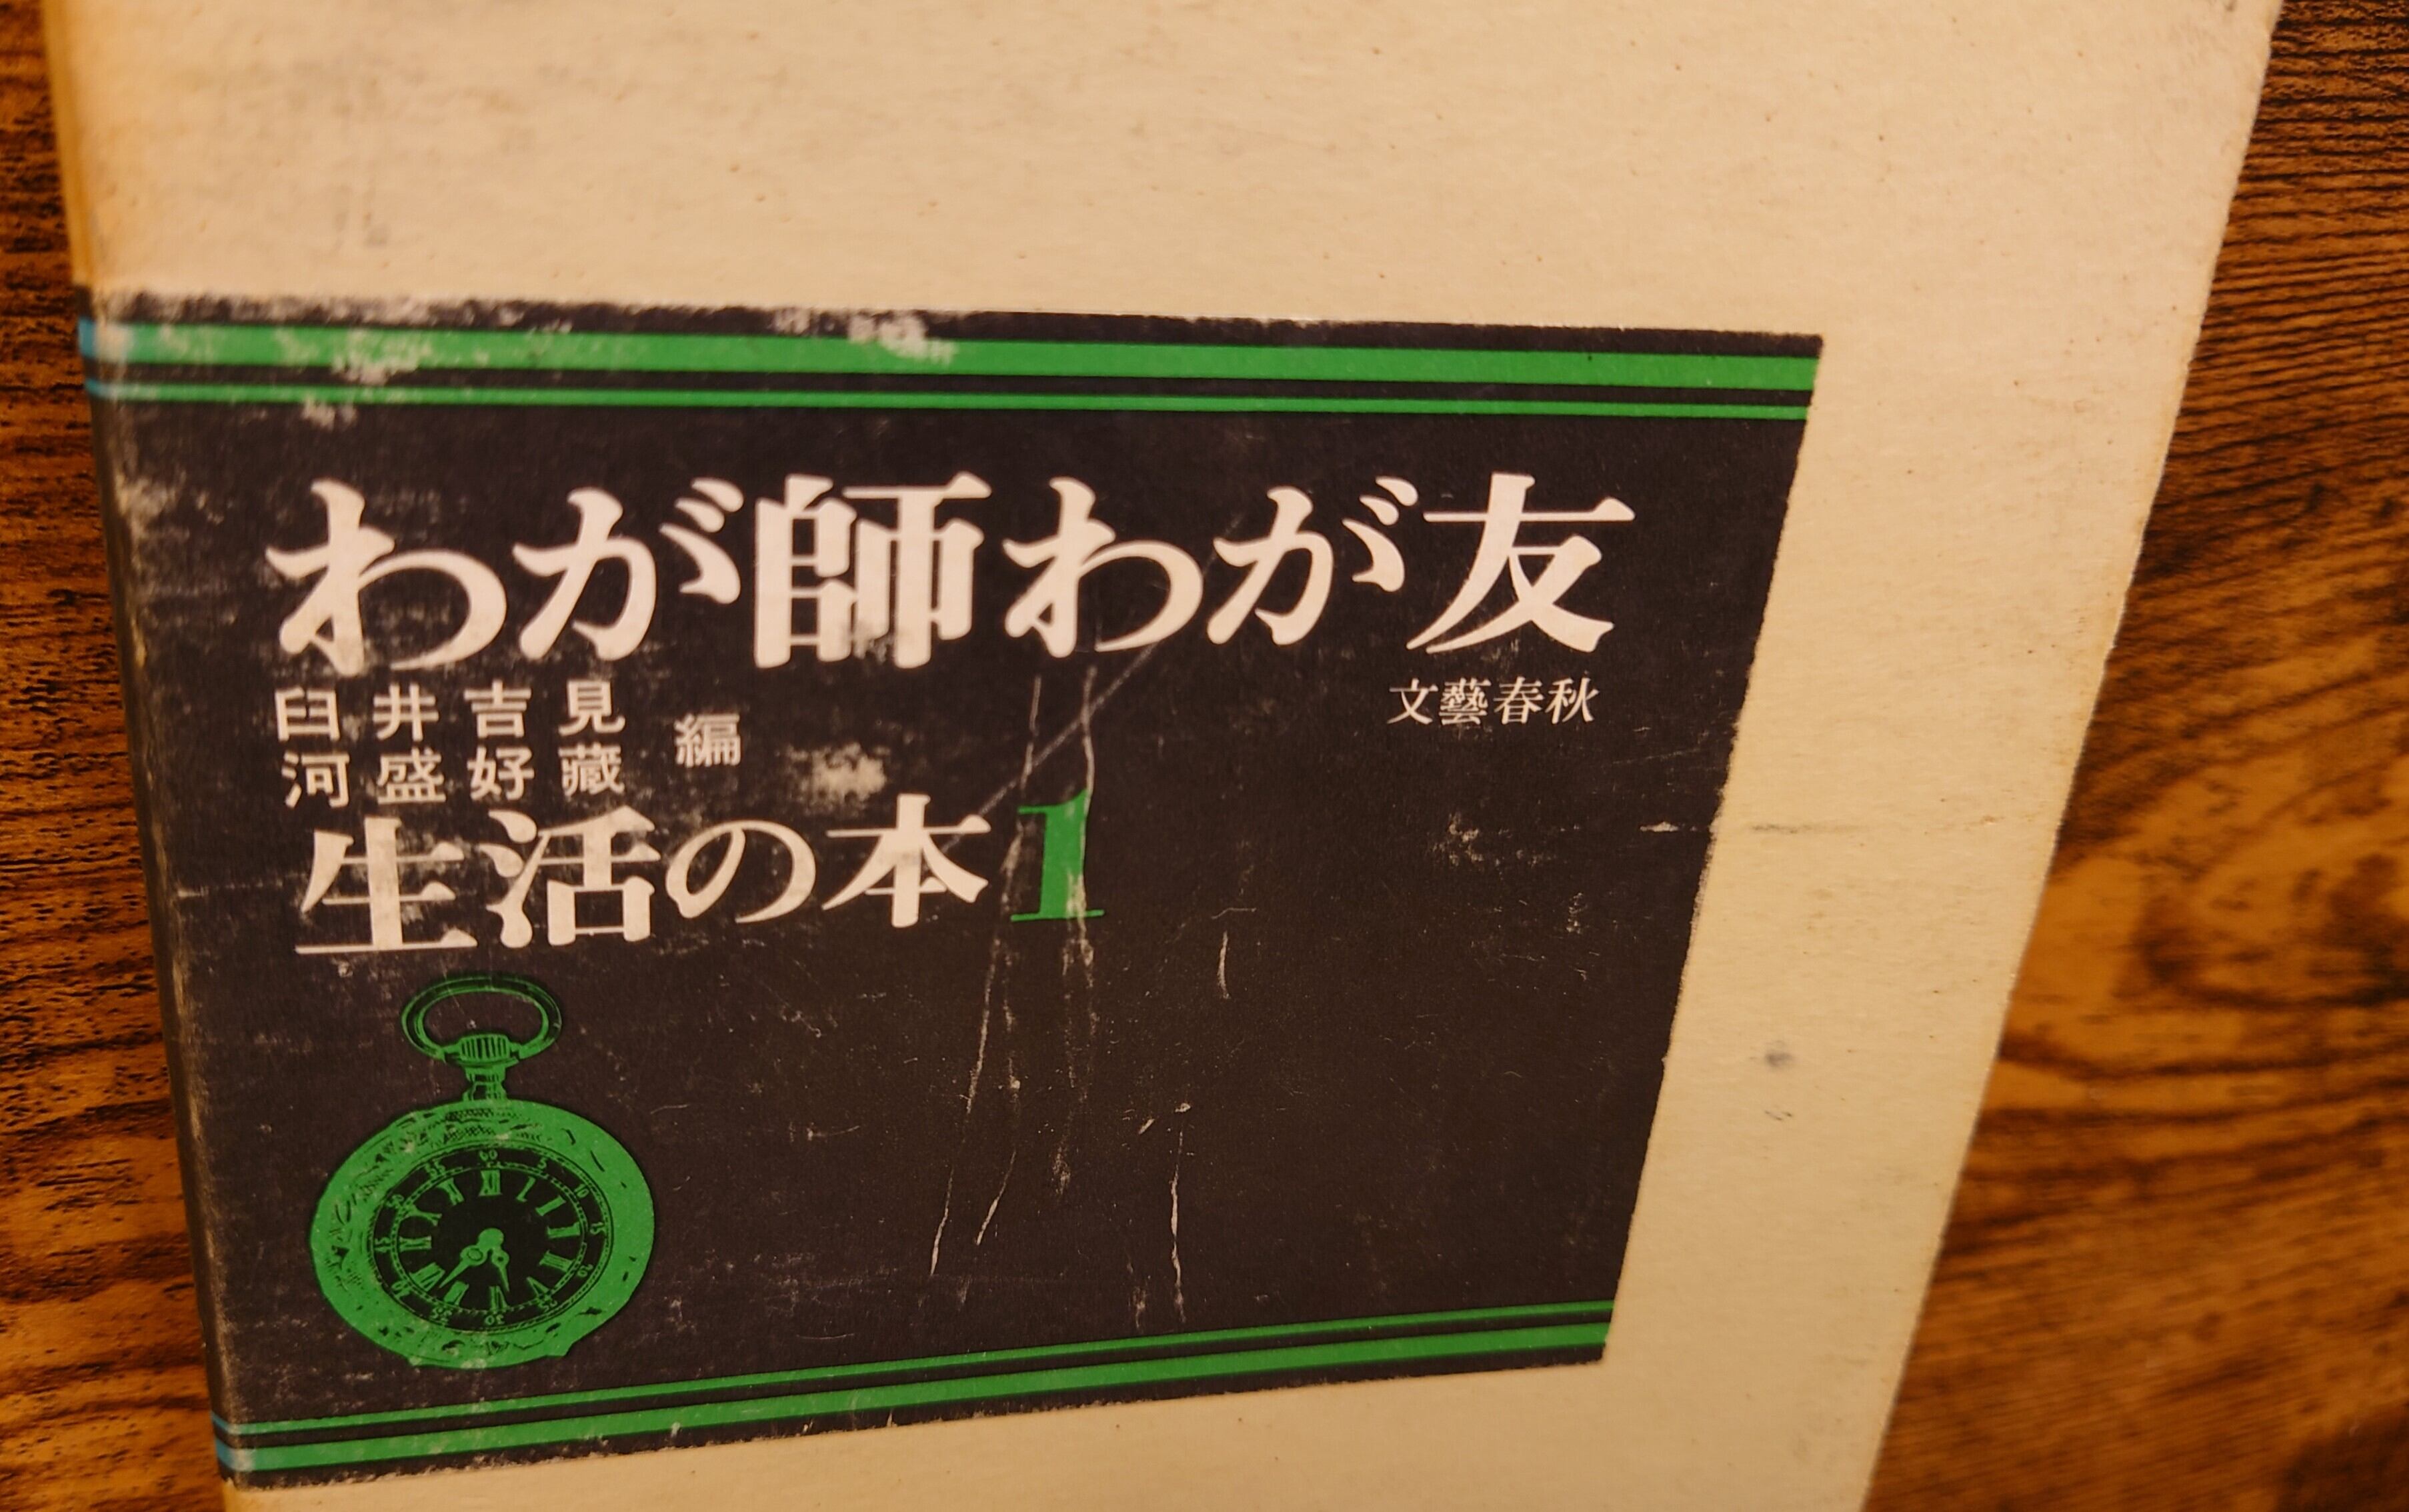 わが師わが友
文藝春秋
臼井吉見
河盛好藏
編
生活の本1